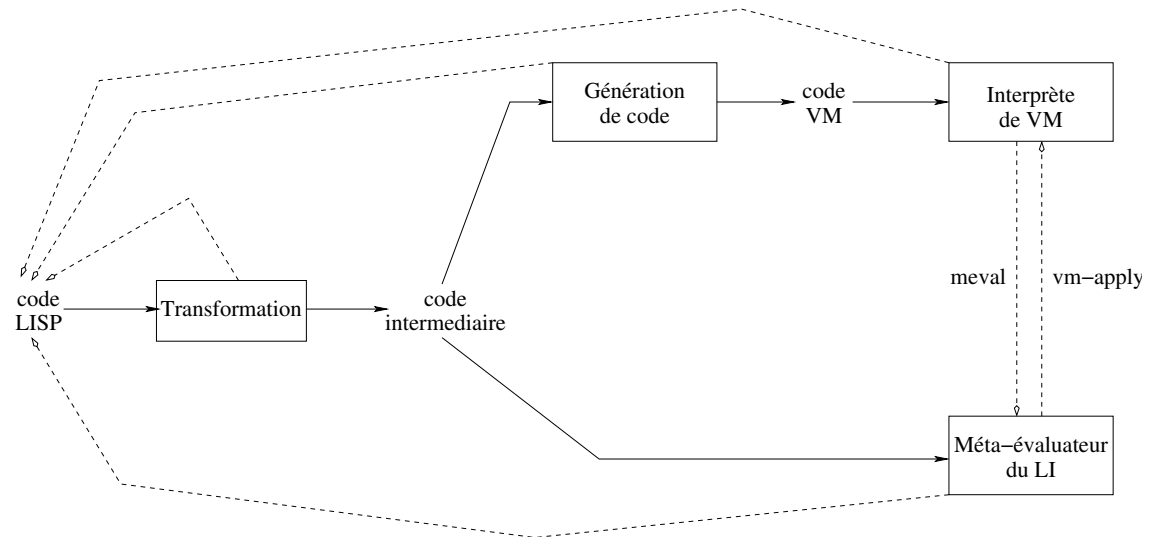 Génération
de code
code
VM
Interprète
de VM
meval
vm-apply
code
LISP
Transformation
code
intermediaire
Méta-évaluateur
du LI